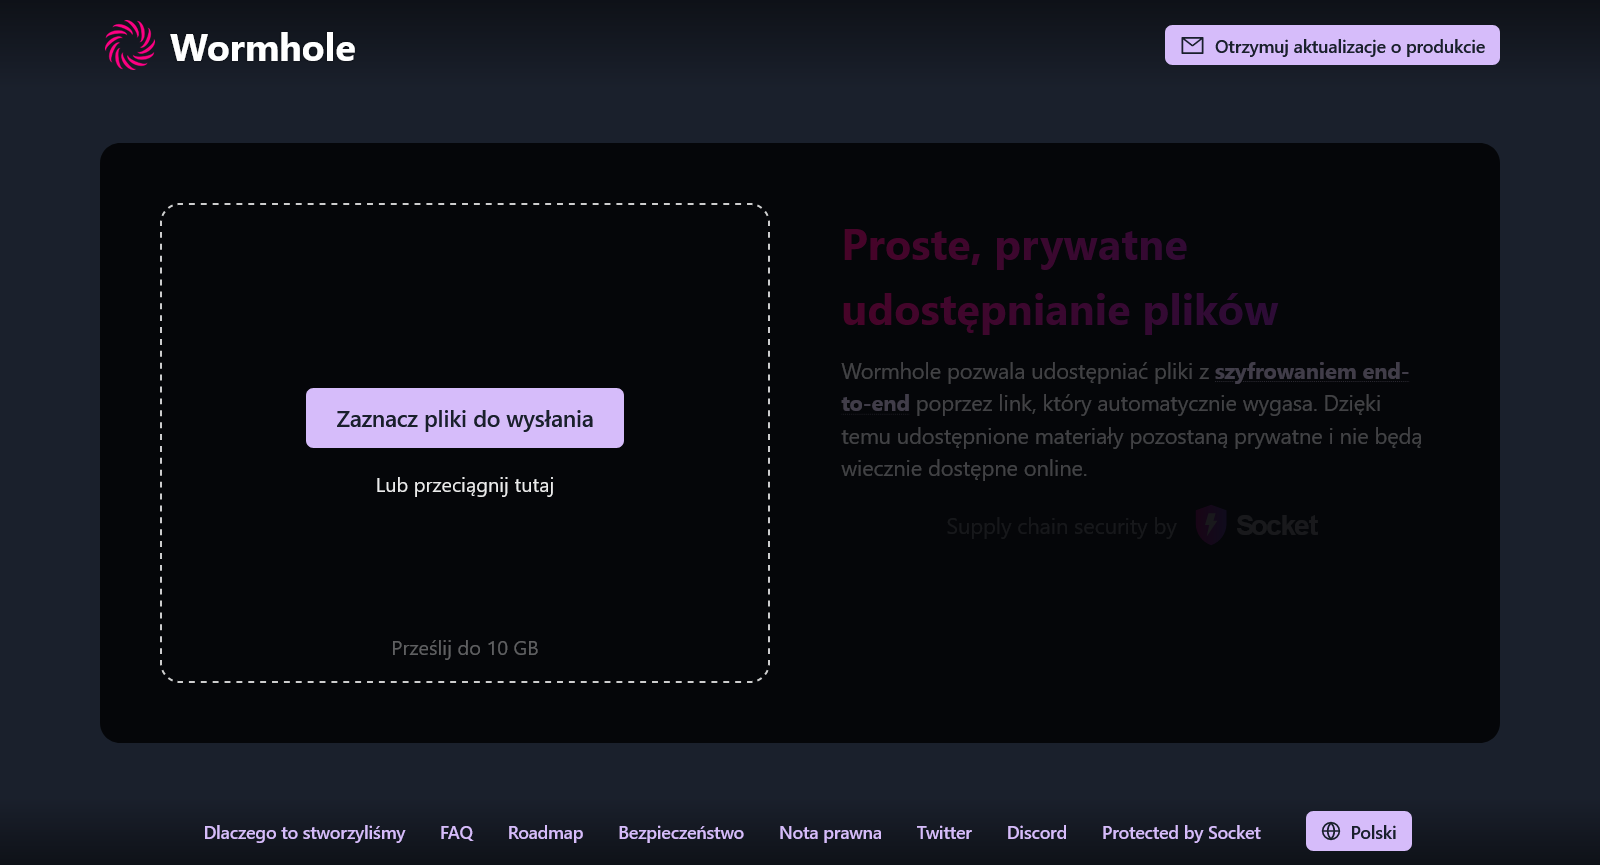 Wormhole
Otrzymuj aktualizacje o produkcie
Zaznacz pliki do wysłania
Lub przeciągnij tutaj
Prześlij do 10 GB
Proste, prywatne
udostępnianie plików
Wormhole pozwala udostępniać pliki z szyfrowaniem end-
to-end poprzez link, który automatycznie wygasa. Dzięki
temu udostępnione materiały pozostaną prywatne i nie będą
wiecznie dostępne online.
Supply chain security by Socket
Dlaczego to stworzyliśmy FAQ Roadmap Bezpieczeństwo Nota prawna Twitter Discord Protected by Socket Polski